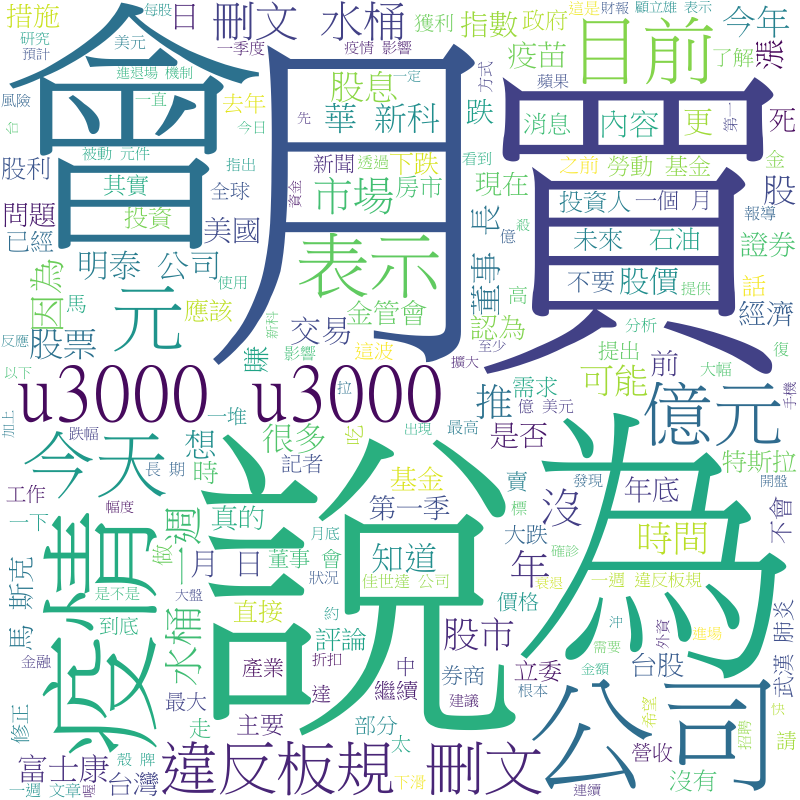 會
月
買
目前
說
為
疫情
公司
今天
億元
表示
元
u3000 u3000
違反板規 刪文
刪文 水桶
措施
日
獲利
指數
政府
這是
財報
顧立雄 表示
每股
美元
研究
預計
一季度
疫情 影響
今年
疫苗
了解
漲
進退場 機制
股息
一定
方式
蘋果
第一
風險
一直
去年
華 新科
跌
消息
內容
更
死
台
今日
先
被動 元件
指出
新聞
透過
下跌
看到
之前
勞動 基金
金
股利
其實
全球
資金
市場
房市
現在
投資人
一個 月
股
問題
投資
美國
董事 長
億
殺
未來 石油
報導
證券
已經
明泰 公司
使用
不要
股價
提供
話
因為
馬
應該
金管會
高
認為
經濟
反應
股票
新科
賺
影響
交易
這波
擴大
至少
分析
提出
前
大幅
復
以下
拉
推
需求
可能
手機
加上
跌幅
一堆
想
很多
吃
出現
最高
億 美元
是否
特斯拉
工作
長 期
時
記者
基金
第一季
賣
發現
開盤
年底
一下
幅度
一週
真的
沒
大跌
標
時間
不會
馬 斯克
做
一月 日
月底
董事 會
知道
年
確診
是不是
到底
水桶
大盤
狀況
佳世達 公司
衰退
一週 違反板規
肺炎
武漢
直接
約
評論
股市
價格
沖
外資
進場
金融
產業
折扣
中
繼續
券商
立委
需要
台股
最大
達
建議
金額
根本
希望
快
修正
走
主要
部分
太
招聘
請
富士康
台灣
殼 牌
營收
沒有
一週 文章
喔
下滑
連續